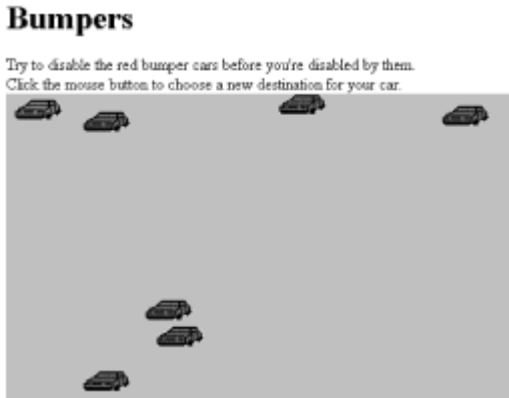 Bumpers
Try to disable the red bumper cars before you're disabled by them.
Click the mouse button to choose a new destination for your car.